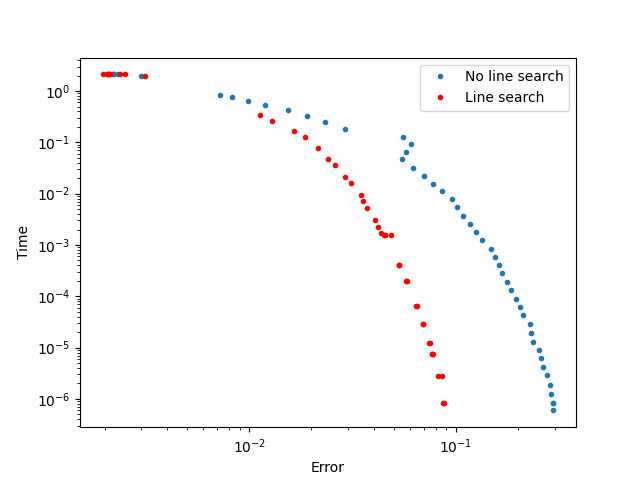 No line search
Line search
10⁰
10⁻¹
10⁻²
10⁻³
10⁻⁴
10⁻⁵
10⁻⁶
Time
10⁻² 10⁻¹
Error